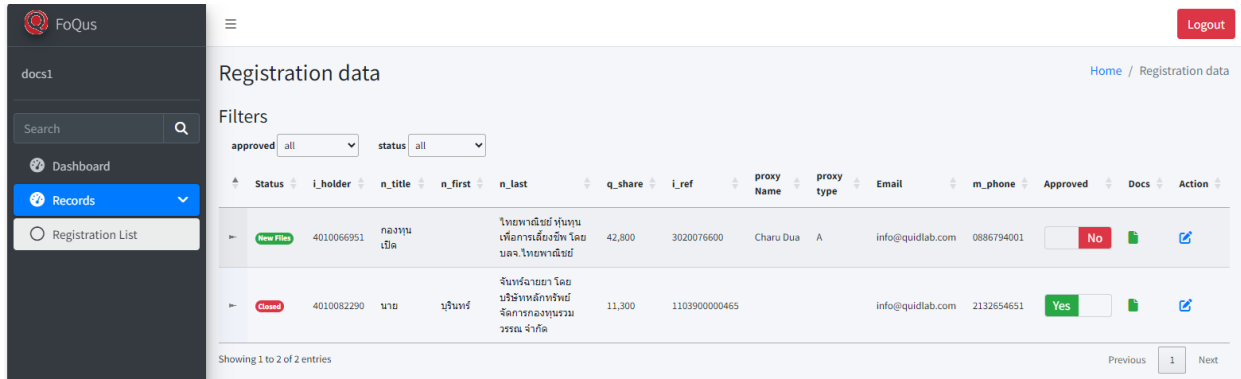 FoQus
Logout
docs1
Registration data
Home / Registration data
Search
Filters
approved all status all
Dashboard
Records
Registration List
Status i_holder n_title n_first n_last q_share i_ref proxy Name proxy type Email m_phone Approved Docs Action
New Files 4010066951 กองทุน
เปิด
ไทยพาณิชย์ หุ้นทุน
เพื่อการเลี้ยงชีพ โดย
บลจ.ไทยพาณิชย์
42,800 3020076600 Charu Dua A info@quidlab.com 0886794001 No
Closed 4010082290 นาย บุรินทร์
จันทร์ฉายยา โดย
บริษัทหลักทรัพย์
จัดการกองทุนรวม
วรรณ จำกัด
11,300 1103900000465 info@quidlab.com 2132654651 Yes
Showing 1 to 2 of 2 entries
Previous 1 Next